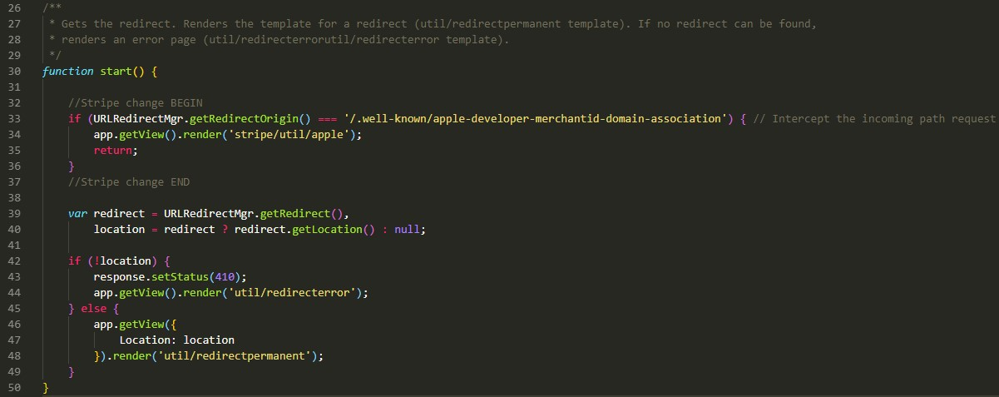 26 /**
27  * Gets the redirect. Renders the template for a redirect (util/redirectpermanent template). If no redirect can be found,
28  * renders an error page (util/redirecterrorutil/redirecterror template).
29  */
30 function start() {
31
32     //Stripe change BEGIN
33     if (URLRedirectMgr.getRedirectOrigin() === '/.well-known/apple-developer-merchantid-domain-association') { // Intercept the incoming path request
34         app.getView().render('stripe/util/apple');
35         return;
36     }
37     //Stripe change END
38
39     var redirect = URLRedirectMgr.getRedirect(),
40         location = redirect ? redirect.getLocation() : null;
41
42     if (!location) {
43         response.setStatus(410);
44         app.getView().render('util/redirecterror');
45     } else {
46         app.getView({
47             Location: location
48         }).render('util/redirectpermanent');
49     }
50 }